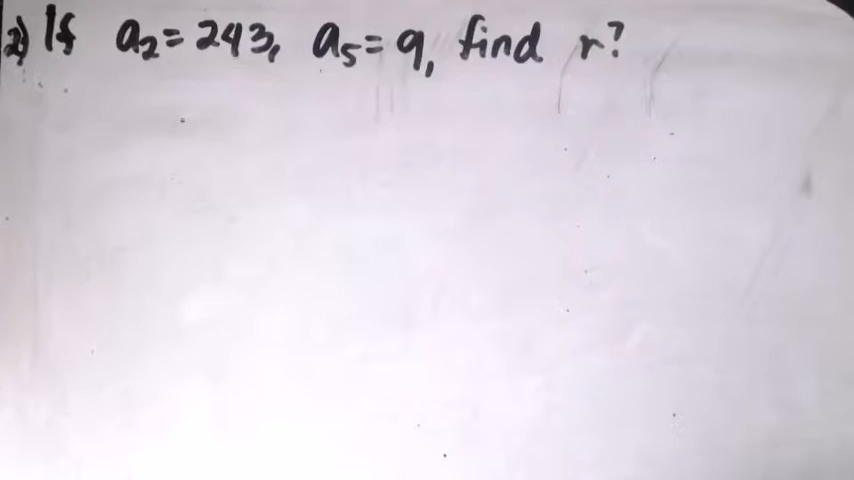 2) If a₂ = 243, a₅ = 9, find r?